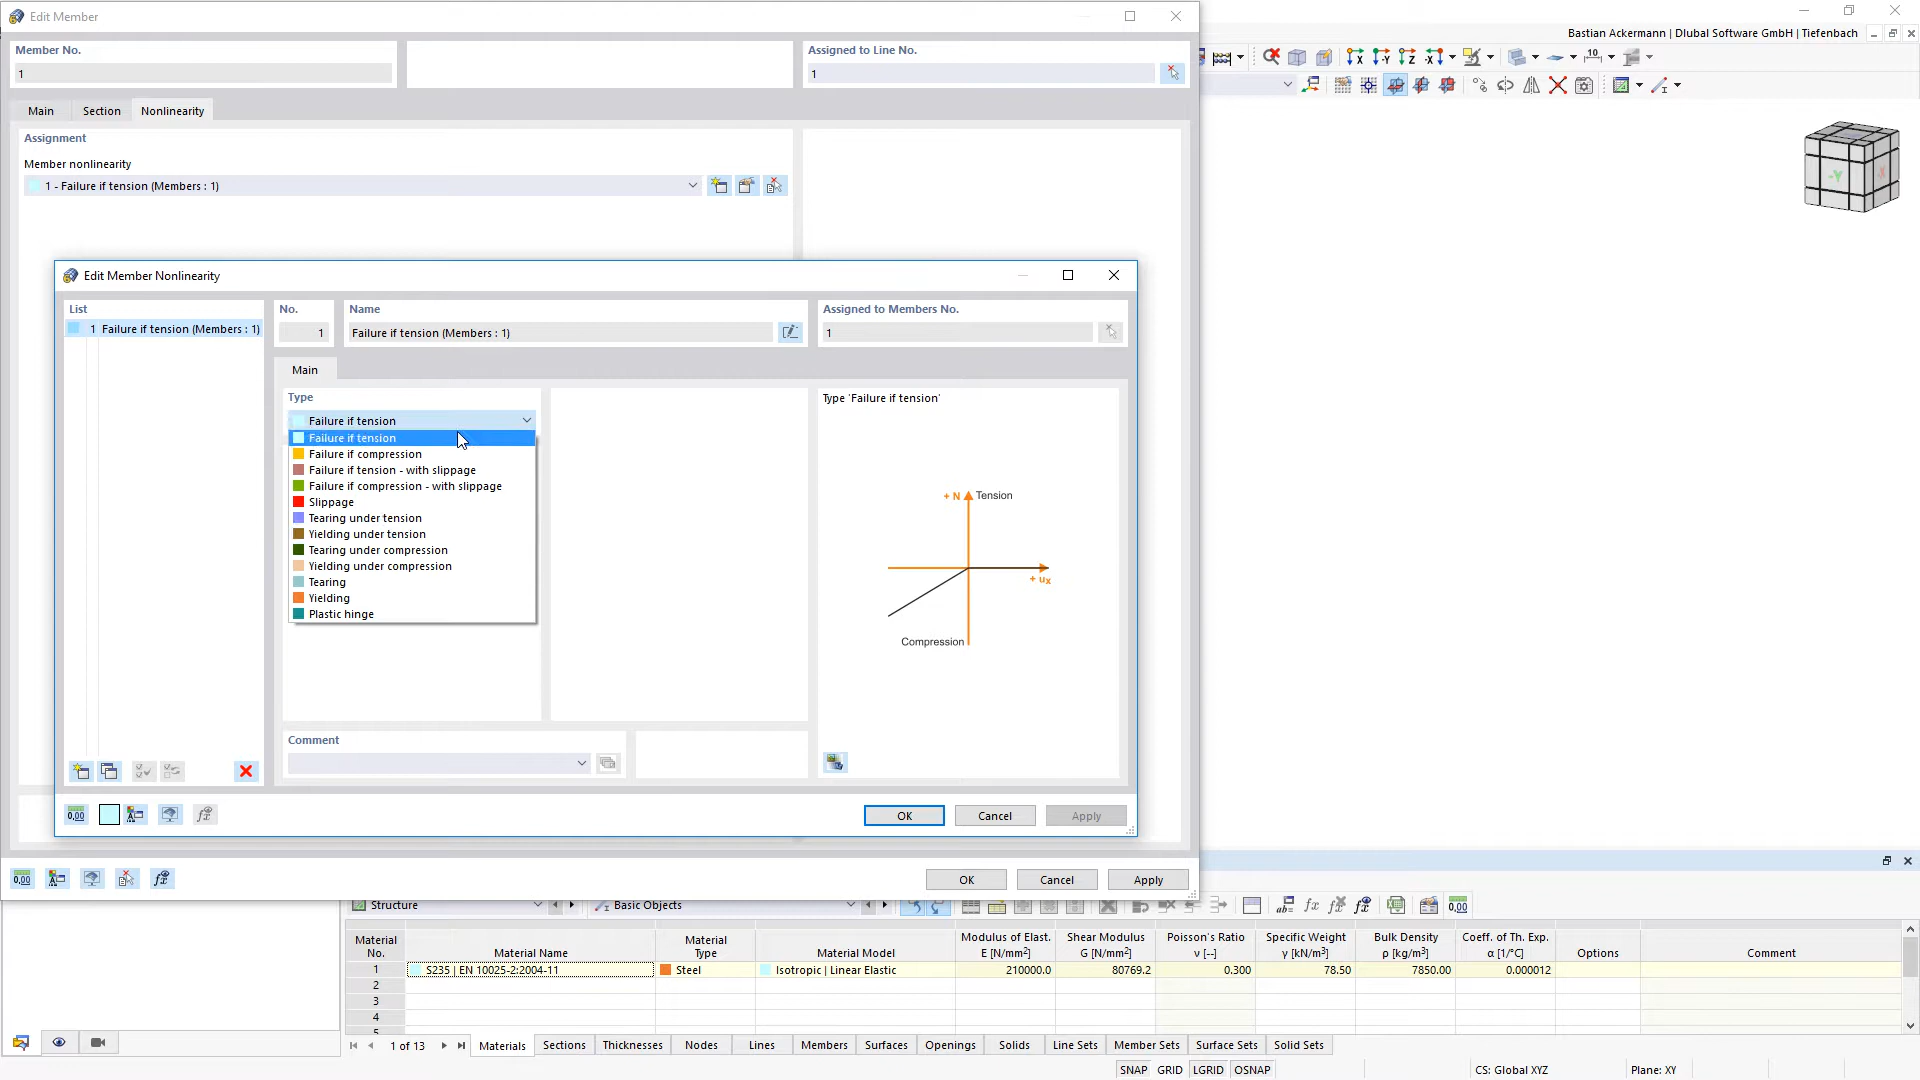 Edit Member
Bastian Ackermann | Dlubal Software GmbH | Tiefenbach
Member No.
1
Assigned to Line No.
1
Main
Section
Nonlinearity
Assignment
Member nonlinearity
1 - Failure if tension (Members : 1)
Edit Member Nonlinearity
List
1 Failure if tension (Members : 1)
No.
1
Name
Failure if tension (Members : 1)
Assigned to Members No.
1
Main
Type
Failure if tension
Failure if tension
Failure if compression
Failure if tension - with slippage
Failure if compression - with slippage
Slippage
Tearing under tension
Yielding under tension
Tearing under compression
Yielding under compression
Tearing
Yielding
Plastic hinge
Type 'Failure if tension'
+ N Tension
+ ux
Compression
Comment
OK
Cancel
Apply
OK
Cancel
Apply
Structure
Basic Objects
Material No.
Material Name
Material Type
Material Model
Modulus of Elast. E [N/mm²]
Shear Modulus G [N/mm²]
Poisson's Ratio ν [--]
Specific Weight γ [kN/m³]
Bulk Density ρ [kg/m³]
Coeff. of Th. Exp. α [1/°C]
Options
Comment
1 S235 | EN 10025-2:2004-11 Steel Isotropic | Linear Elastic 210000.0 80769.2 0.300 78.50 7850.00 0.000012
2
3
4
5
1 of 13
Materials
Sections
Thicknesses
Nodes
Lines
Members
Surfaces
Openings
Solids
Line Sets
Member Sets
Surface Sets
Solid Sets
SNAP GRID LGRID OSNAP
CS: Global XYZ
Plane: XY